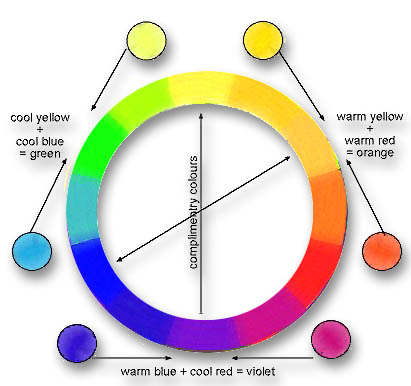 cool yellow
+
cool blue
= green
warm yellow
+
warm red
= orange
complimentry colours
warm blue + cool red = violet